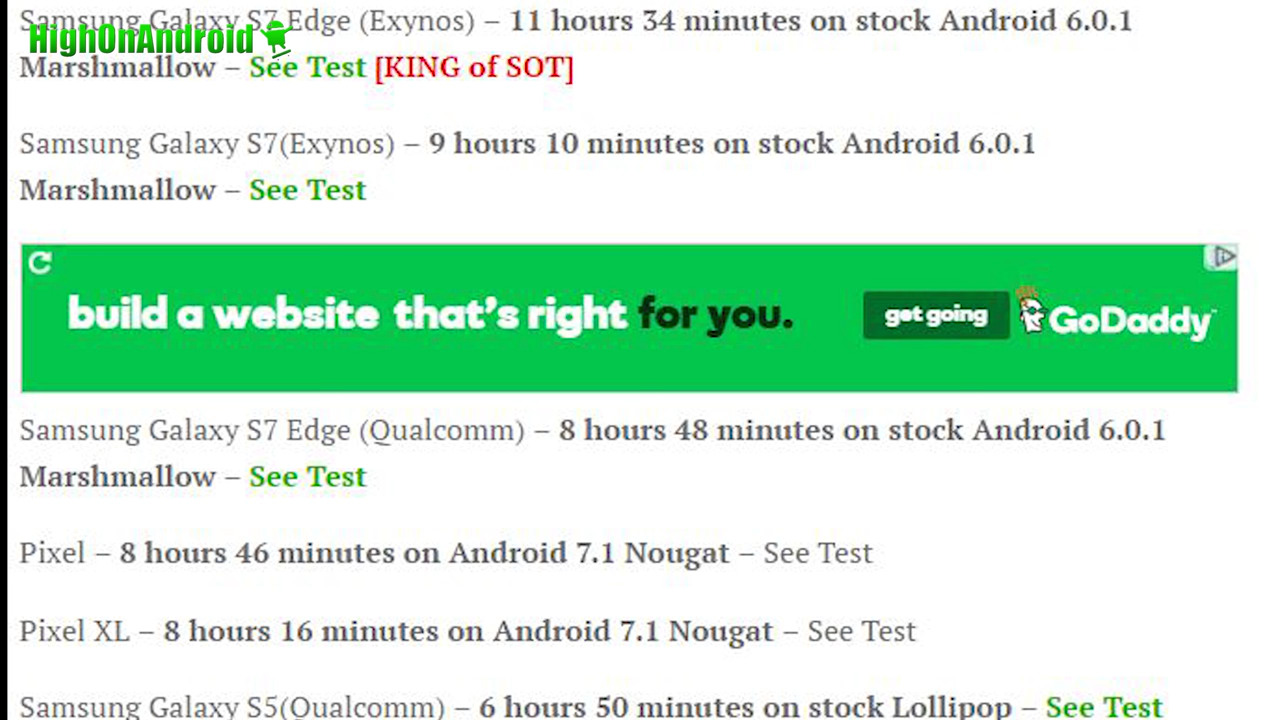 Samsung Galaxy S7 Edge (Exynos) – 11 hours 34 minutes on stock Android 6.0.1
HighOnAndroid
Marshmallow – See Test [KING of SOT]
Samsung Galaxy S7(Exynos) – 9 hours 10 minutes on stock Android 6.0.1
Marshmallow – See Test
build a website that's right for you. get going GoDaddy
Samsung Galaxy S7 Edge (Qualcomm) – 8 hours 48 minutes on stock Android 6.0.1
Marshmallow – See Test
Pixel – 8 hours 46 minutes on Android 7.1 Nougat – See Test
Pixel XL – 8 hours 16 minutes on Android 7.1 Nougat – See Test
Samsung Galaxy S5(Qualcomm) – 6 hours 50 minutes on stock Lollipop – See Test